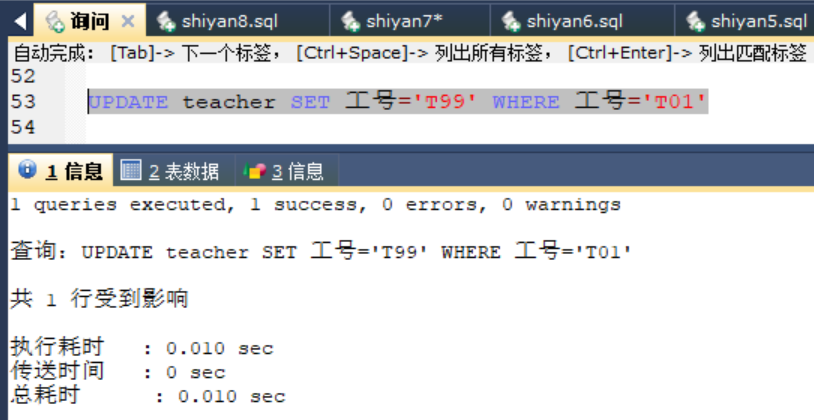 询问 shiyan8.sql shiyan7* shiyan6.sql shiyan5.sql
自动完成: [Tab]-> 下一个标签, [Ctrl+Space]-> 列出所有标签, [Ctrl+Enter]-> 列出匹配标签
52
53 UPDATE teacher SET 工号='T99' WHERE 工号='T01'
54
1 信息 2 表数据 3 信息
1 queries executed, 1 success, 0 errors, 0 warnings
查询: UPDATE teacher SET 工号='T99' WHERE 工号='T01'
共 1 行受到影响
执行耗时 : 0.010 sec
传送时间 : 0 sec
总耗时 : 0.010 sec